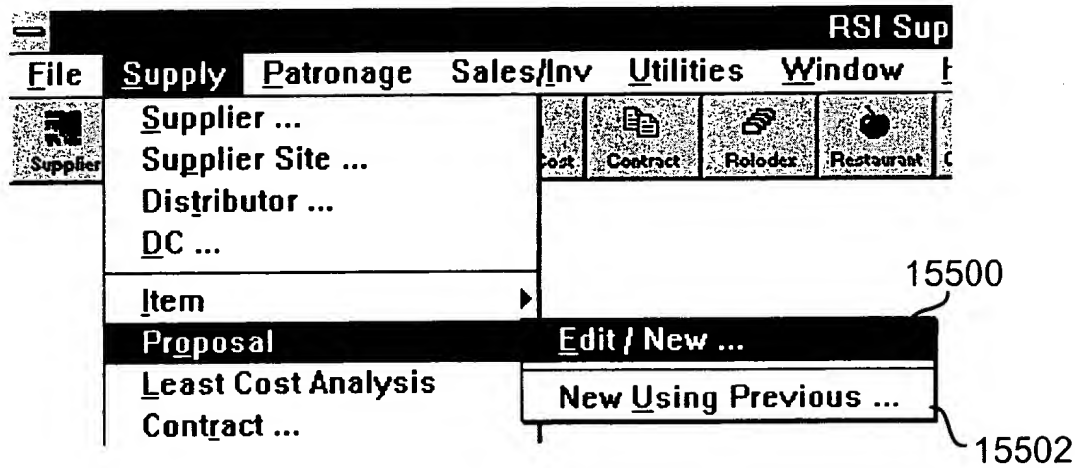 RSI Sup
File Supply Patronage Sales/Inv Utilities Window
Supplier Cost Contract Rolodex Restaurant
Supplier ...
Supplier Site ...
Distributor ...
DC ...
Item
Proposal
Least Cost Analysis
Contract ...
15500
Edit / New ...
New Using Previous ...
15502